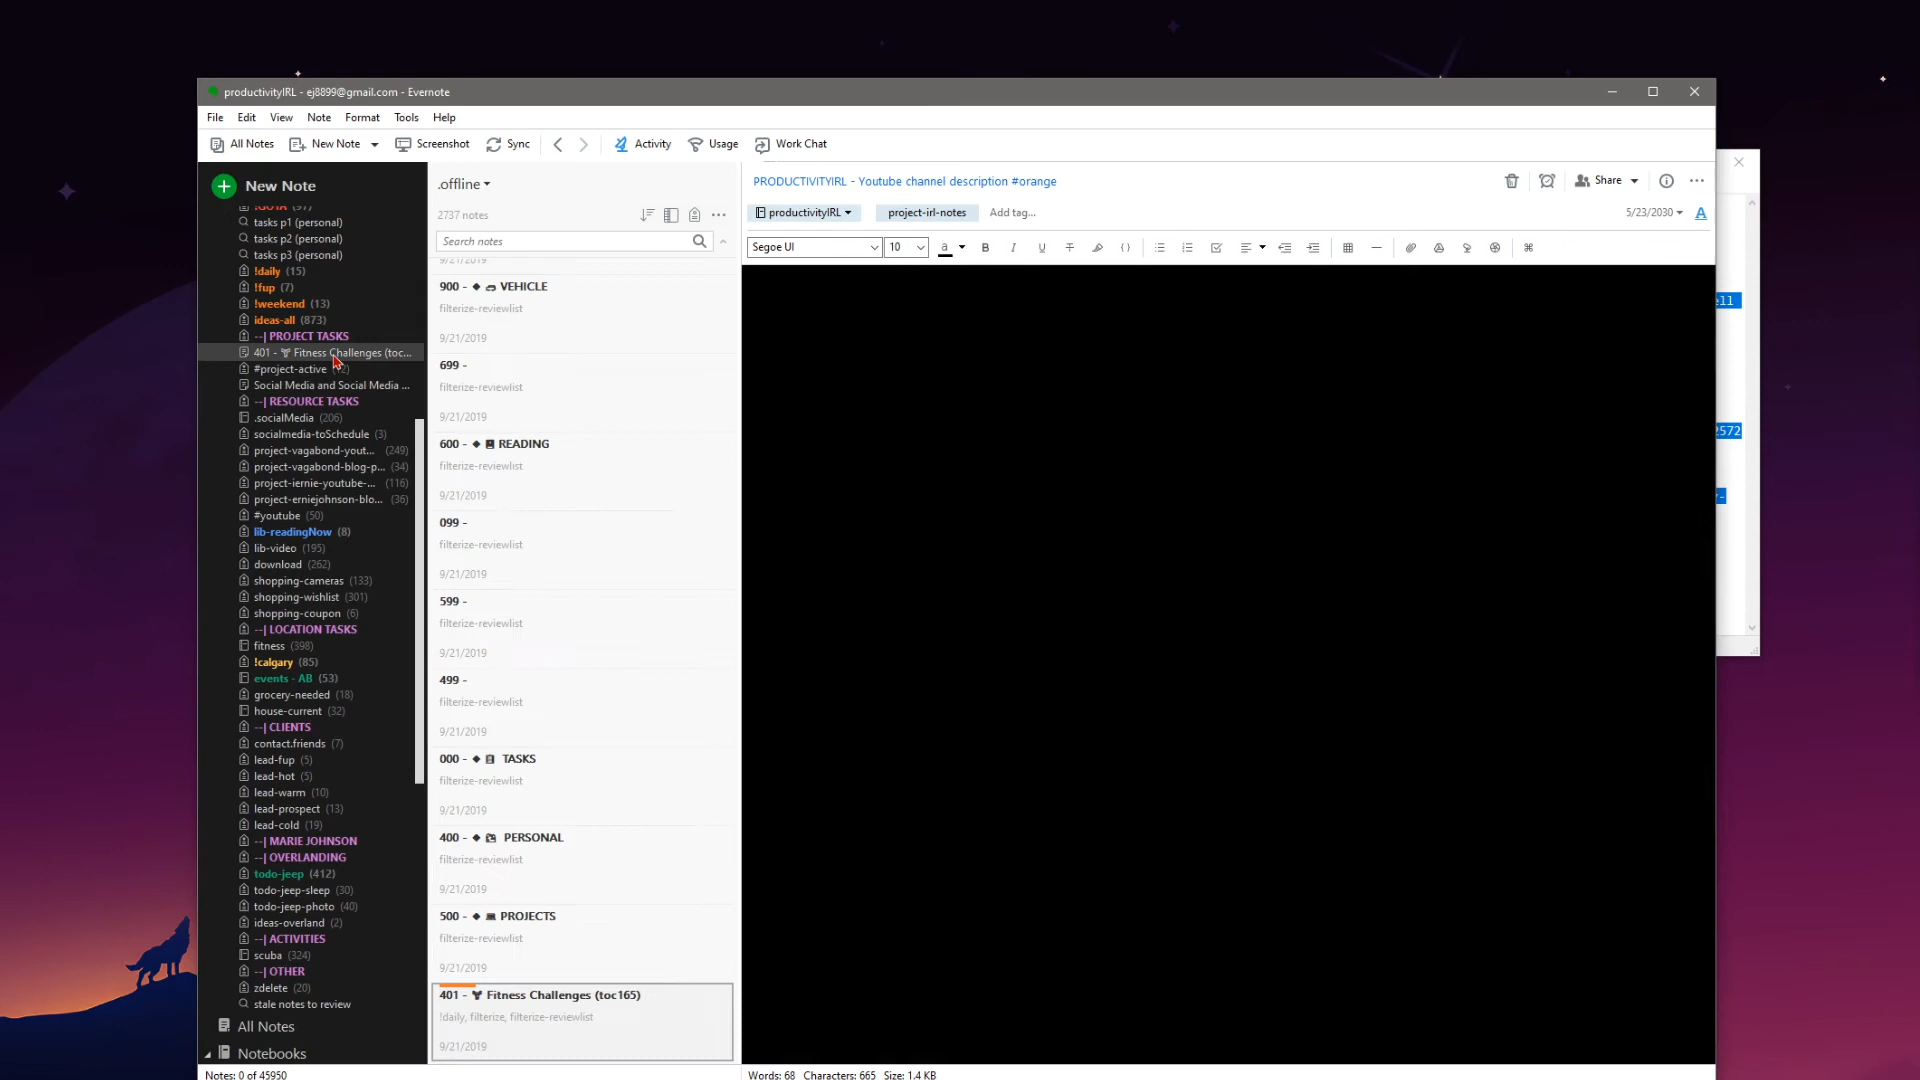 productivityIRL - ej8899@gmail.com - Evernote
File Edit View Note Format Tools Help
All Notes New Note Screenshot Sync Activity Usage Work Chat
New Note
tasks p1 (personal)
tasks p2 (personal)
tasks p3 (personal)
!daily (15)
!fup (7)
!weekend (13)
ideas-all (873)
--| PROJECT TASKS
401 - Fitness Challenges (toc...
#project-active
Social Media and Social Media ...
--| RESOURCE TASKS
.socialMedia (206)
socialmedia-toSchedule (3)
project-vagabond-yout... (249)
project-vagabond-blog-p... (34)
project-iernie-youtube-... (116)
project-erniejohnson-blo... (36)
#youtube (50)
lib-readingNow (8)
lib-video (195)
download (262)
shopping-cameras (133)
shopping-wishlist (301)
shopping-coupon (6)
--| LOCATION TASKS
fitness (398)
!calgary (85)
events - AB (53)
grocery-needed (18)
house-current (32)
--| CLIENTS
contact.friends (7)
lead-fup (5)
lead-hot (5)
lead-warm (10)
lead-prospect (13)
lead-cold (19)
--| MARIE JOHNSON
--| OVERLANDING
todo-jeep (412)
todo-jeep-sleep (30)
todo-jeep-photo (40)
ideas-overland (2)
--| ACTIVITIES
scuba (324)
--| OTHER
zdelete (20)
stale notes to review
All Notes
Notebooks
Notes: 0 of 45950
.offline
2737 notes
Search notes
9/21/2019
900 - ◆ VEHICLE
filterize-reviewlist
9/21/2019
699 -
filterize-reviewlist
9/21/2019
600 - ◆ READING
filterize-reviewlist
9/21/2019
099 -
filterize-reviewlist
9/21/2019
599 -
filterize-reviewlist
9/21/2019
499 -
filterize-reviewlist
9/21/2019
000 - ◆ TASKS
filterize-reviewlist
9/21/2019
400 - ◆ PERSONAL
filterize-reviewlist
9/21/2019
500 - ◆ PROJECTS
filterize-reviewlist
9/21/2019
401 - Fitness Challenges (toc165)
!daily, filterize, filterize-reviewlist
9/21/2019
PRODUCTIVITYIRL - Youtube channel description #orange
Share
productivityIRL project-irl-notes Add tag... 5/23/2030
Segoe UI 10
Words: 68 Characters: 665 Size: 1.4 KB
2572